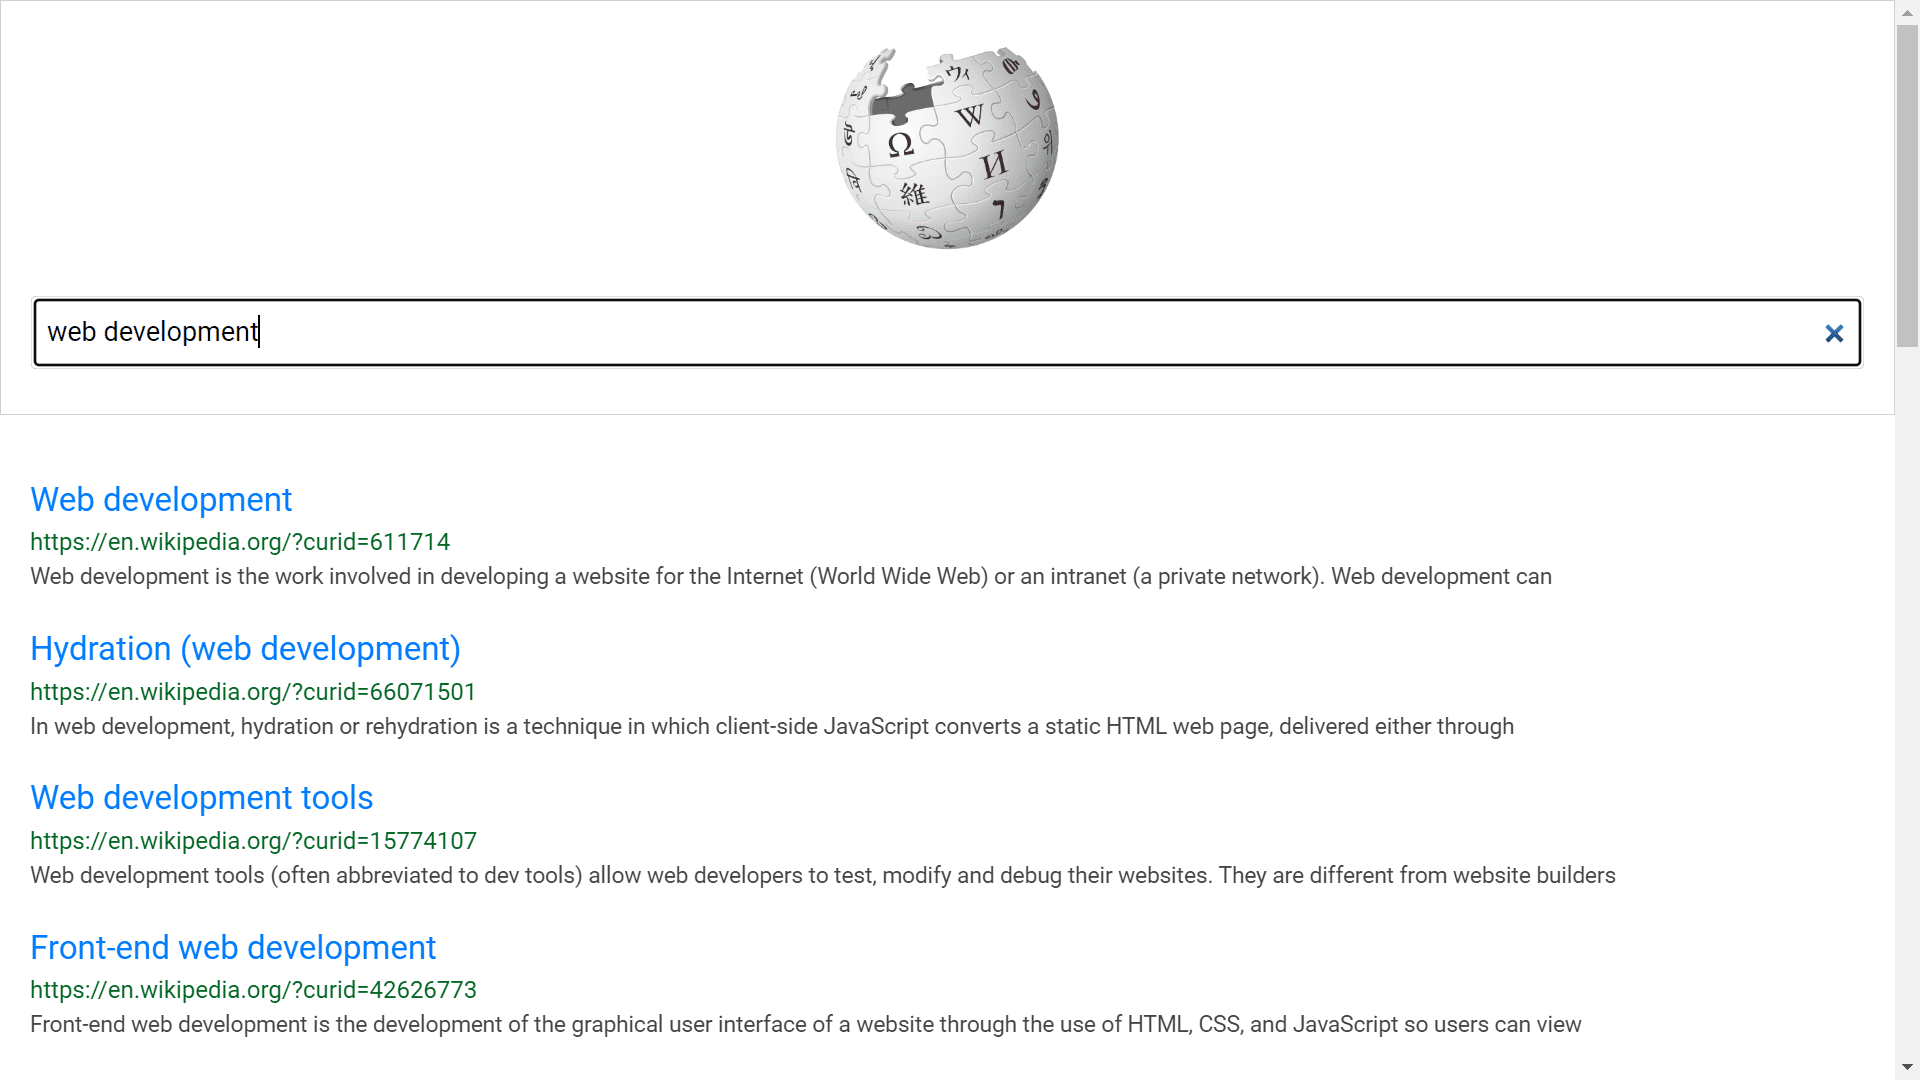 Ω
W
И
維
ウィ
web development
Web development
https://en.wikipedia.org/?curid=611714
Web development is the work involved in developing a website for the Internet (World Wide Web) or an intranet (a private network). Web development can
Hydration (web development)
https://en.wikipedia.org/?curid=66071501
In web development, hydration or rehydration is a technique in which client-side JavaScript converts a static HTML web page, delivered either through
Web development tools
https://en.wikipedia.org/?curid=15774107
Web development tools (often abbreviated to dev tools) allow web developers to test, modify and debug their websites. They are different from website builders
Front-end web development
https://en.wikipedia.org/?curid=42626773
Front-end web development is the development of the graphical user interface of a website through the use of HTML, CSS, and JavaScript so users can view